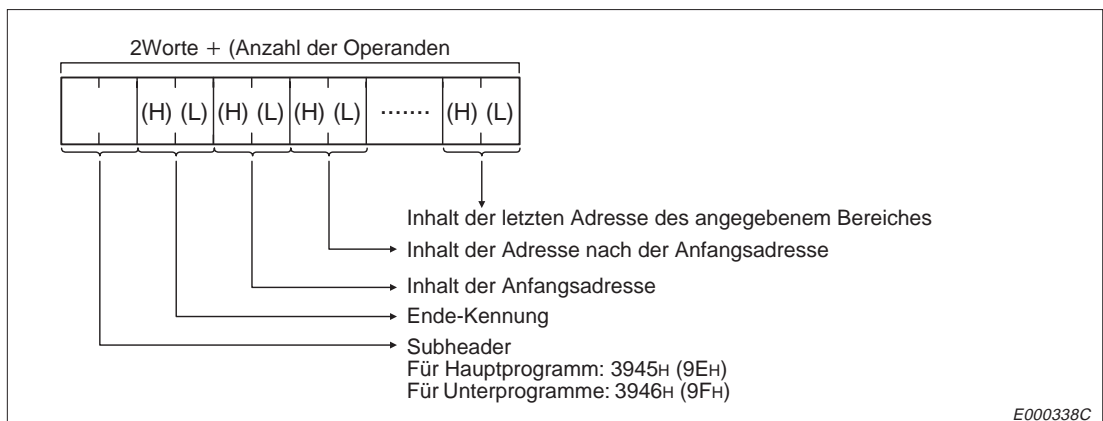 2Worte + (Anzahl der Operanden
(H) (L) (H) (L) (H) (L) ....... (H) (L)
Inhalt der letzten Adresse des angegebenem Bereiches
Inhalt der Adresse nach der Anfangsadresse
Inhalt der Anfangsadresse
Ende-Kennung
Subheader
Für Hauptprogramm: 3945H (9EH)
Für Unterprogramme: 3946H (9FH)
E000338C